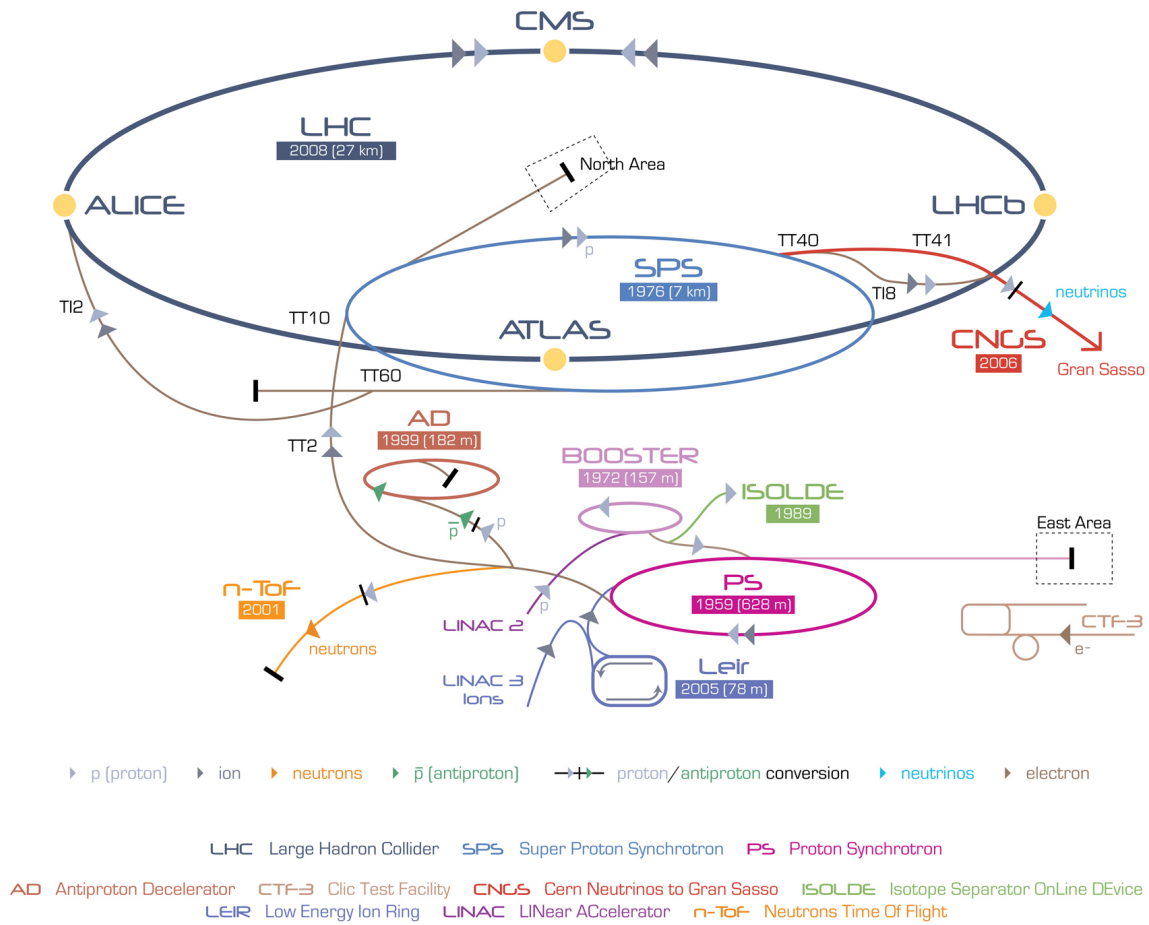 CMS
LHC
2008 (27 km)
North Area
ALICE
LHCb
TT40
TT41
p
SPS
1976 (7 km)
TI8
neutrinos
TI2
TT10
ATLAS
CNGS
2006
Gran Sasso
TT60
AD
1999 (182 m)
TT2
BOOSTER
1972 (157 m)
ISOLDE
1989
p̄
p
East Area
n-ToF
2001
PS
1959 (628 m)
p
LINAC 2
neutrons
CTF-3
e-
LINAC 3
Ions
Leir
2005 (78 m)
p (proton)
ion
neutrons
p̄ (antiproton)
proton/antiproton conversion
neutrinos
electron
LHC Large Hadron Collider
SPS Super Proton Synchrotron
PS Proton Synchrotron
AD Antiproton Decelerator
CTF-3 Clic Test Facility
CNGS Cern Neutrinos to Gran Sasso
ISOLDE Isotope Separator OnLine DEvice
LEIR Low Energy Ion Ring
LINAC LINear ACcelerator
n-ToF Neutrons Time Of Flight